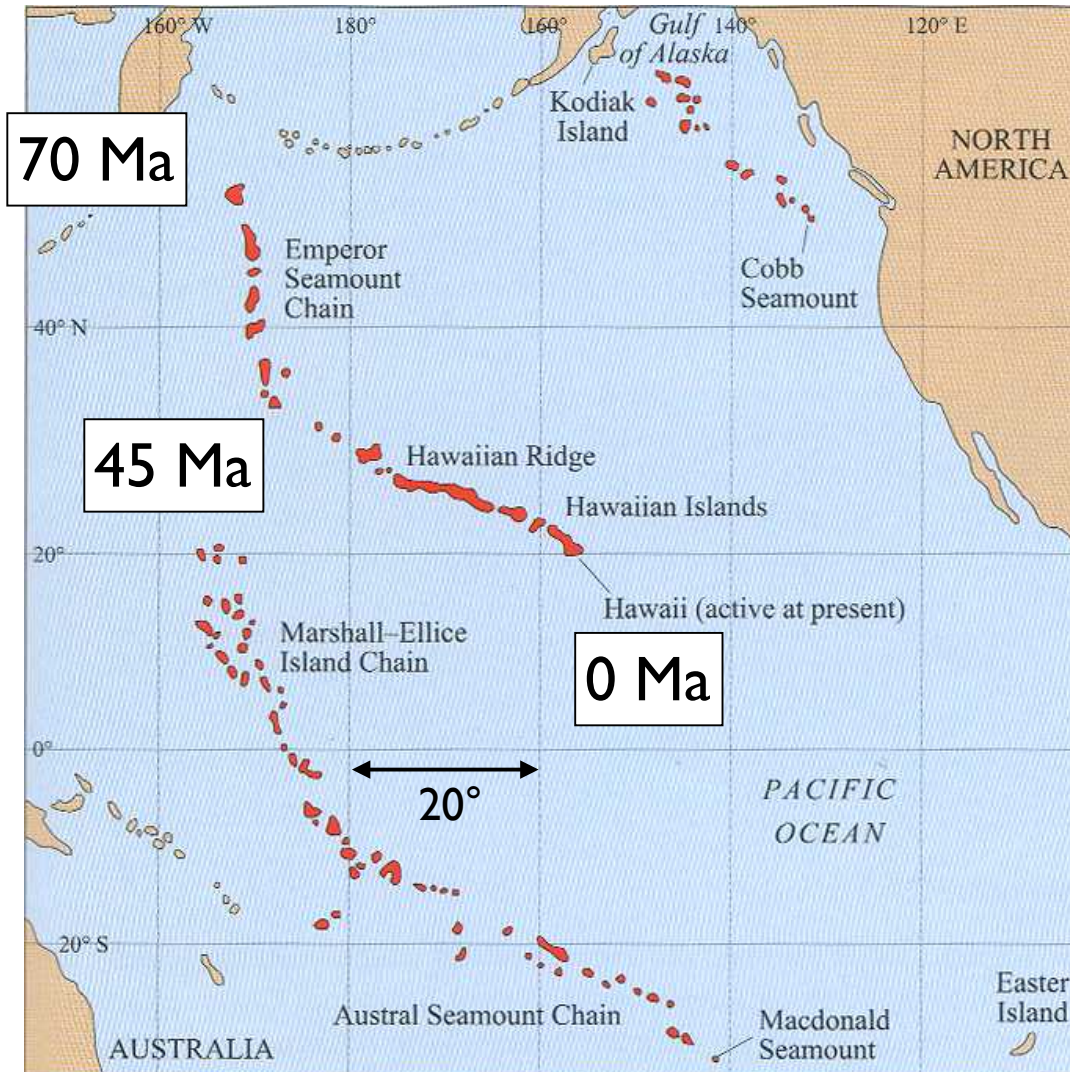 160° W
180°
160°
140°
120° E
Gulf
of Alaska
Kodiak
Island
NORTH
AMERICA
70 Ma
Emperor
Seamount
Chain
Cobb
Seamount
40° N
45 Ma
Hawaiian Ridge
Hawaiian Islands
20°
Hawaii (active at present)
Marshall–Ellice
Island Chain
0 Ma
0°
20°
PACIFIC
OCEAN
20° S
Austral Seamount Chain
Easter
Island
Macdonald
Seamount
AUSTRALIA